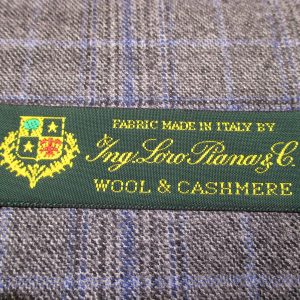 FABRIC MADE IN ITALY BY
Ing. Loro Piana & C.
WOOL & CASHMERE